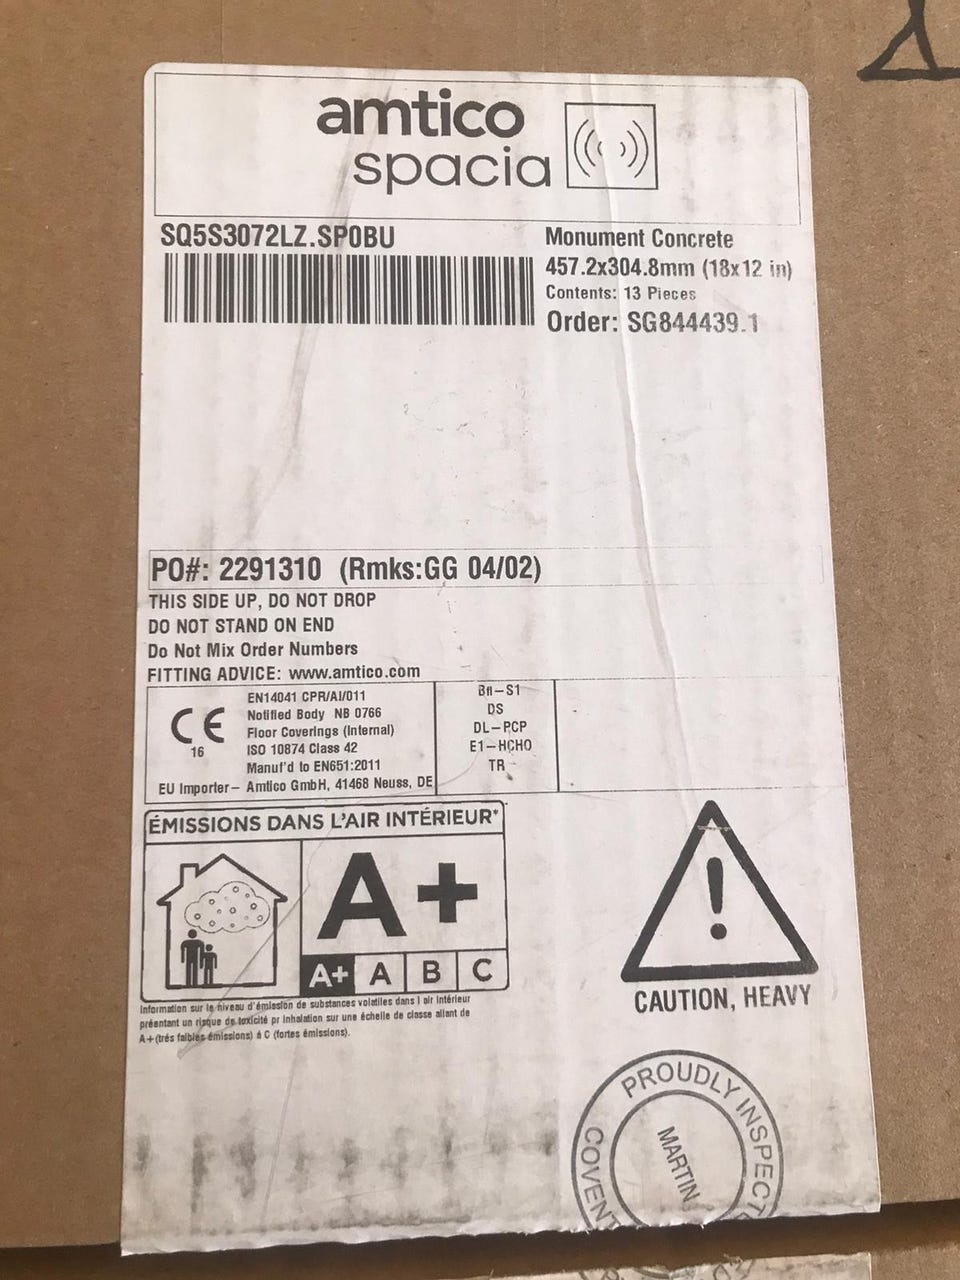 amtico
spacia
SQ5S3072LZ.SP0BU
Monument Concrete
457.2x304.8mm (18x12 in)
Contents: 13 Pieces
Order: SG844439.1
PO#: 2291310 (Rmks:GG 04/02)
THIS SIDE UP, DO NOT DROP
DO NOT STAND ON END
Do Not Mix Order Numbers
FITTING ADVICE: www.amtico.com
CE
16
EN14041 CPR/AI/011
Notified Body NB 0766
Floor Coverings (Internal)
ISO 10874 Class 42
Manuf'd to EN651:2011
EU Importer– Amtico GmbH, 41468 Neuss, DE
Bfl–S1
DS
DL–PCP
E1–HCHO
TR
ÉMISSIONS DANS L'AIR INTÉRIEUR*
A+
A+ A B C
Information sur le niveau d'émission de substances volatiles dans l air intérieur
présentant un risque de toxicité pr inhalation sur une échelle de classe allant de
A+(trés faibles émissions) á C (fortes émissions).
!
CAUTION, HEAVY
PROUDLY INSPECT
COVENT
MARTIN